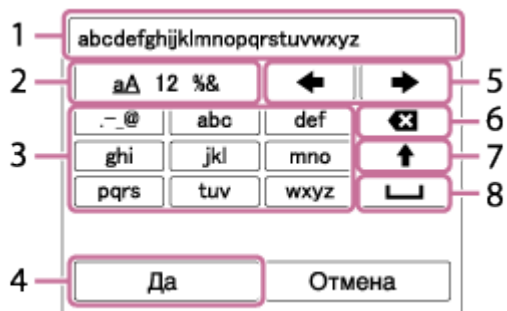 1 abcdefghijklmnopqrstuvwxyz
2 aA 12 %& 5
.-_@ abc def 6
3 ghi jkl mno 7
pqrs tuv wxyz 8
4 Да Отмена